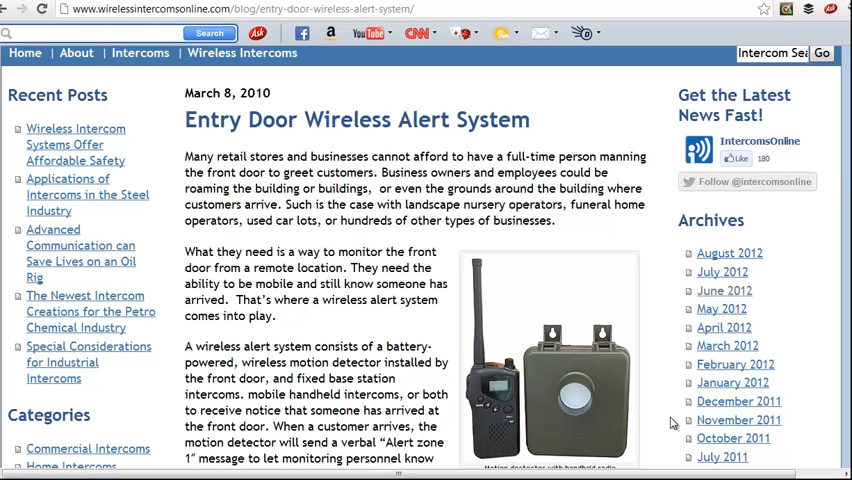 www.wirelessintercomsonline.com/blog/entry-door-wireless-alert-system/
Search
Ask
YouTube
CNN
Ask
Home | About | Intercoms | Wireless Intercoms
Intercom Sea
Go
Recent Posts
Wireless Intercom
Systems Offer
Affordable Safety
Applications of
Intercoms in the Steel
Industry
Advanced
Communication can
Save Lives on an Oil
Rig
The Newest Intercom
Creations for the Petro
Chemical Industry
Special Considerations
for Industrial
Intercoms
Categories
Commercial Intercoms
Home Intercoms
March 8, 2010
Entry Door Wireless Alert System
Many retail stores and businesses cannot afford to have a full-time person manning
the front door to greet customers. Business owners and employees could be
roaming the building or buildings, or even the grounds around the building where
customers arrive. Such is the case with landscape nursery operators, funeral home
operators, used car lots, or hundreds of other types of businesses.
What they need is a way to monitor the front
door from a remote location. They need the
ability to be mobile and still know someone has
arrived. That's where a wireless alert system
comes into play.
A wireless alert system consists of a battery-
powered, wireless motion detector installed by
the front door, and fixed base station
intercoms. mobile handheld intercoms, or both
to receive notice that someone has arrived at
the front door. When a customer arrives, the
motion detector will send a verbal “Alert zone
1″ message to let monitoring personnel know
Motion doctector with handheld radio
Get the Latest
News Fast!
IntercomsOnline
Like 180
Follow @intercomsonline
Archives
August 2012
July 2012
June 2012
May 2012
April 2012
March 2012
February 2012
January 2012
December 2011
November 2011
October 2011
July 2011